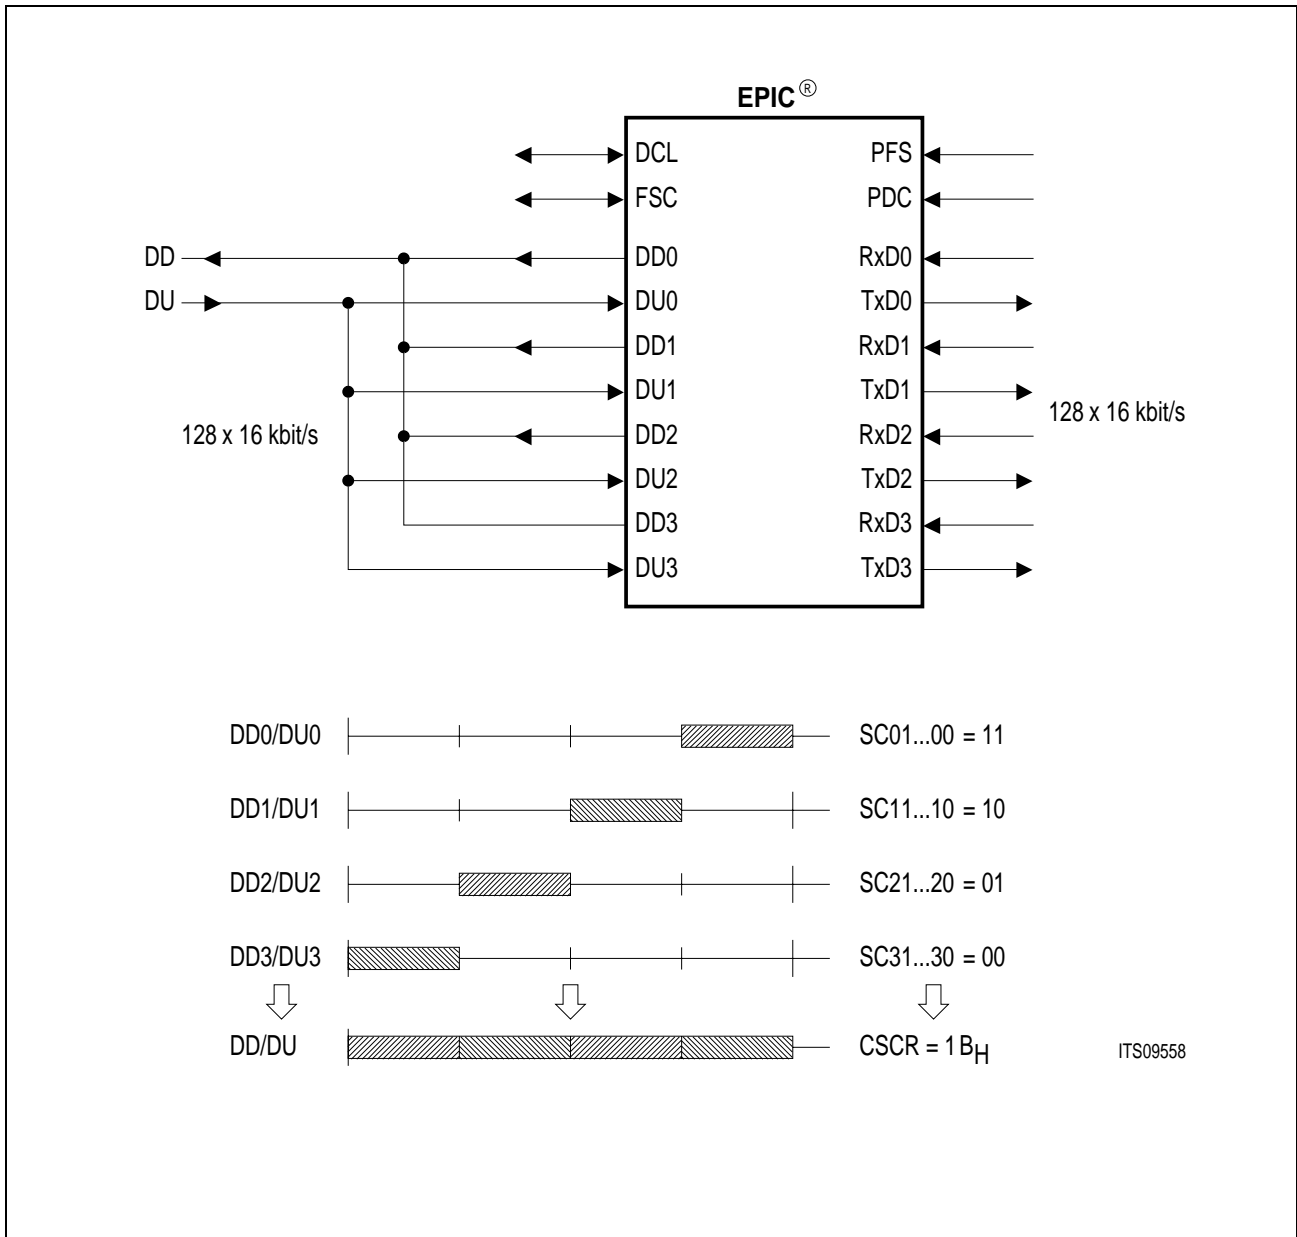 EPIC®
DCL PFS
FSC PDC
DD DD0 RxD0
DU DU0 TxD0
DD1 RxD1
DU1 TxD1
128 x 16 kbit/s 128 x 16 kbit/s
DD2 RxD2
DU2 TxD2
DD3 RxD3
DU3 TxD3
DD0/DU0 SC01...00 = 11
DD1/DU1 SC11...10 = 10
DD2/DU2 SC21...20 = 01
DD3/DU3 SC31...30 = 00
DD/DU CSCR = 1BH ITS09558